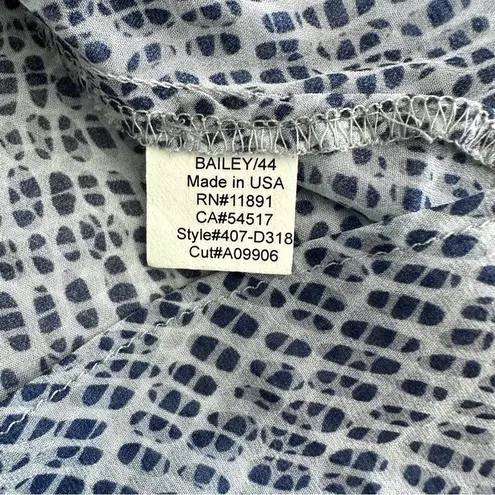 BAILEY/44
Made in USA
RN#11891
CA#54517
Style#407-D318
Cut#A09906